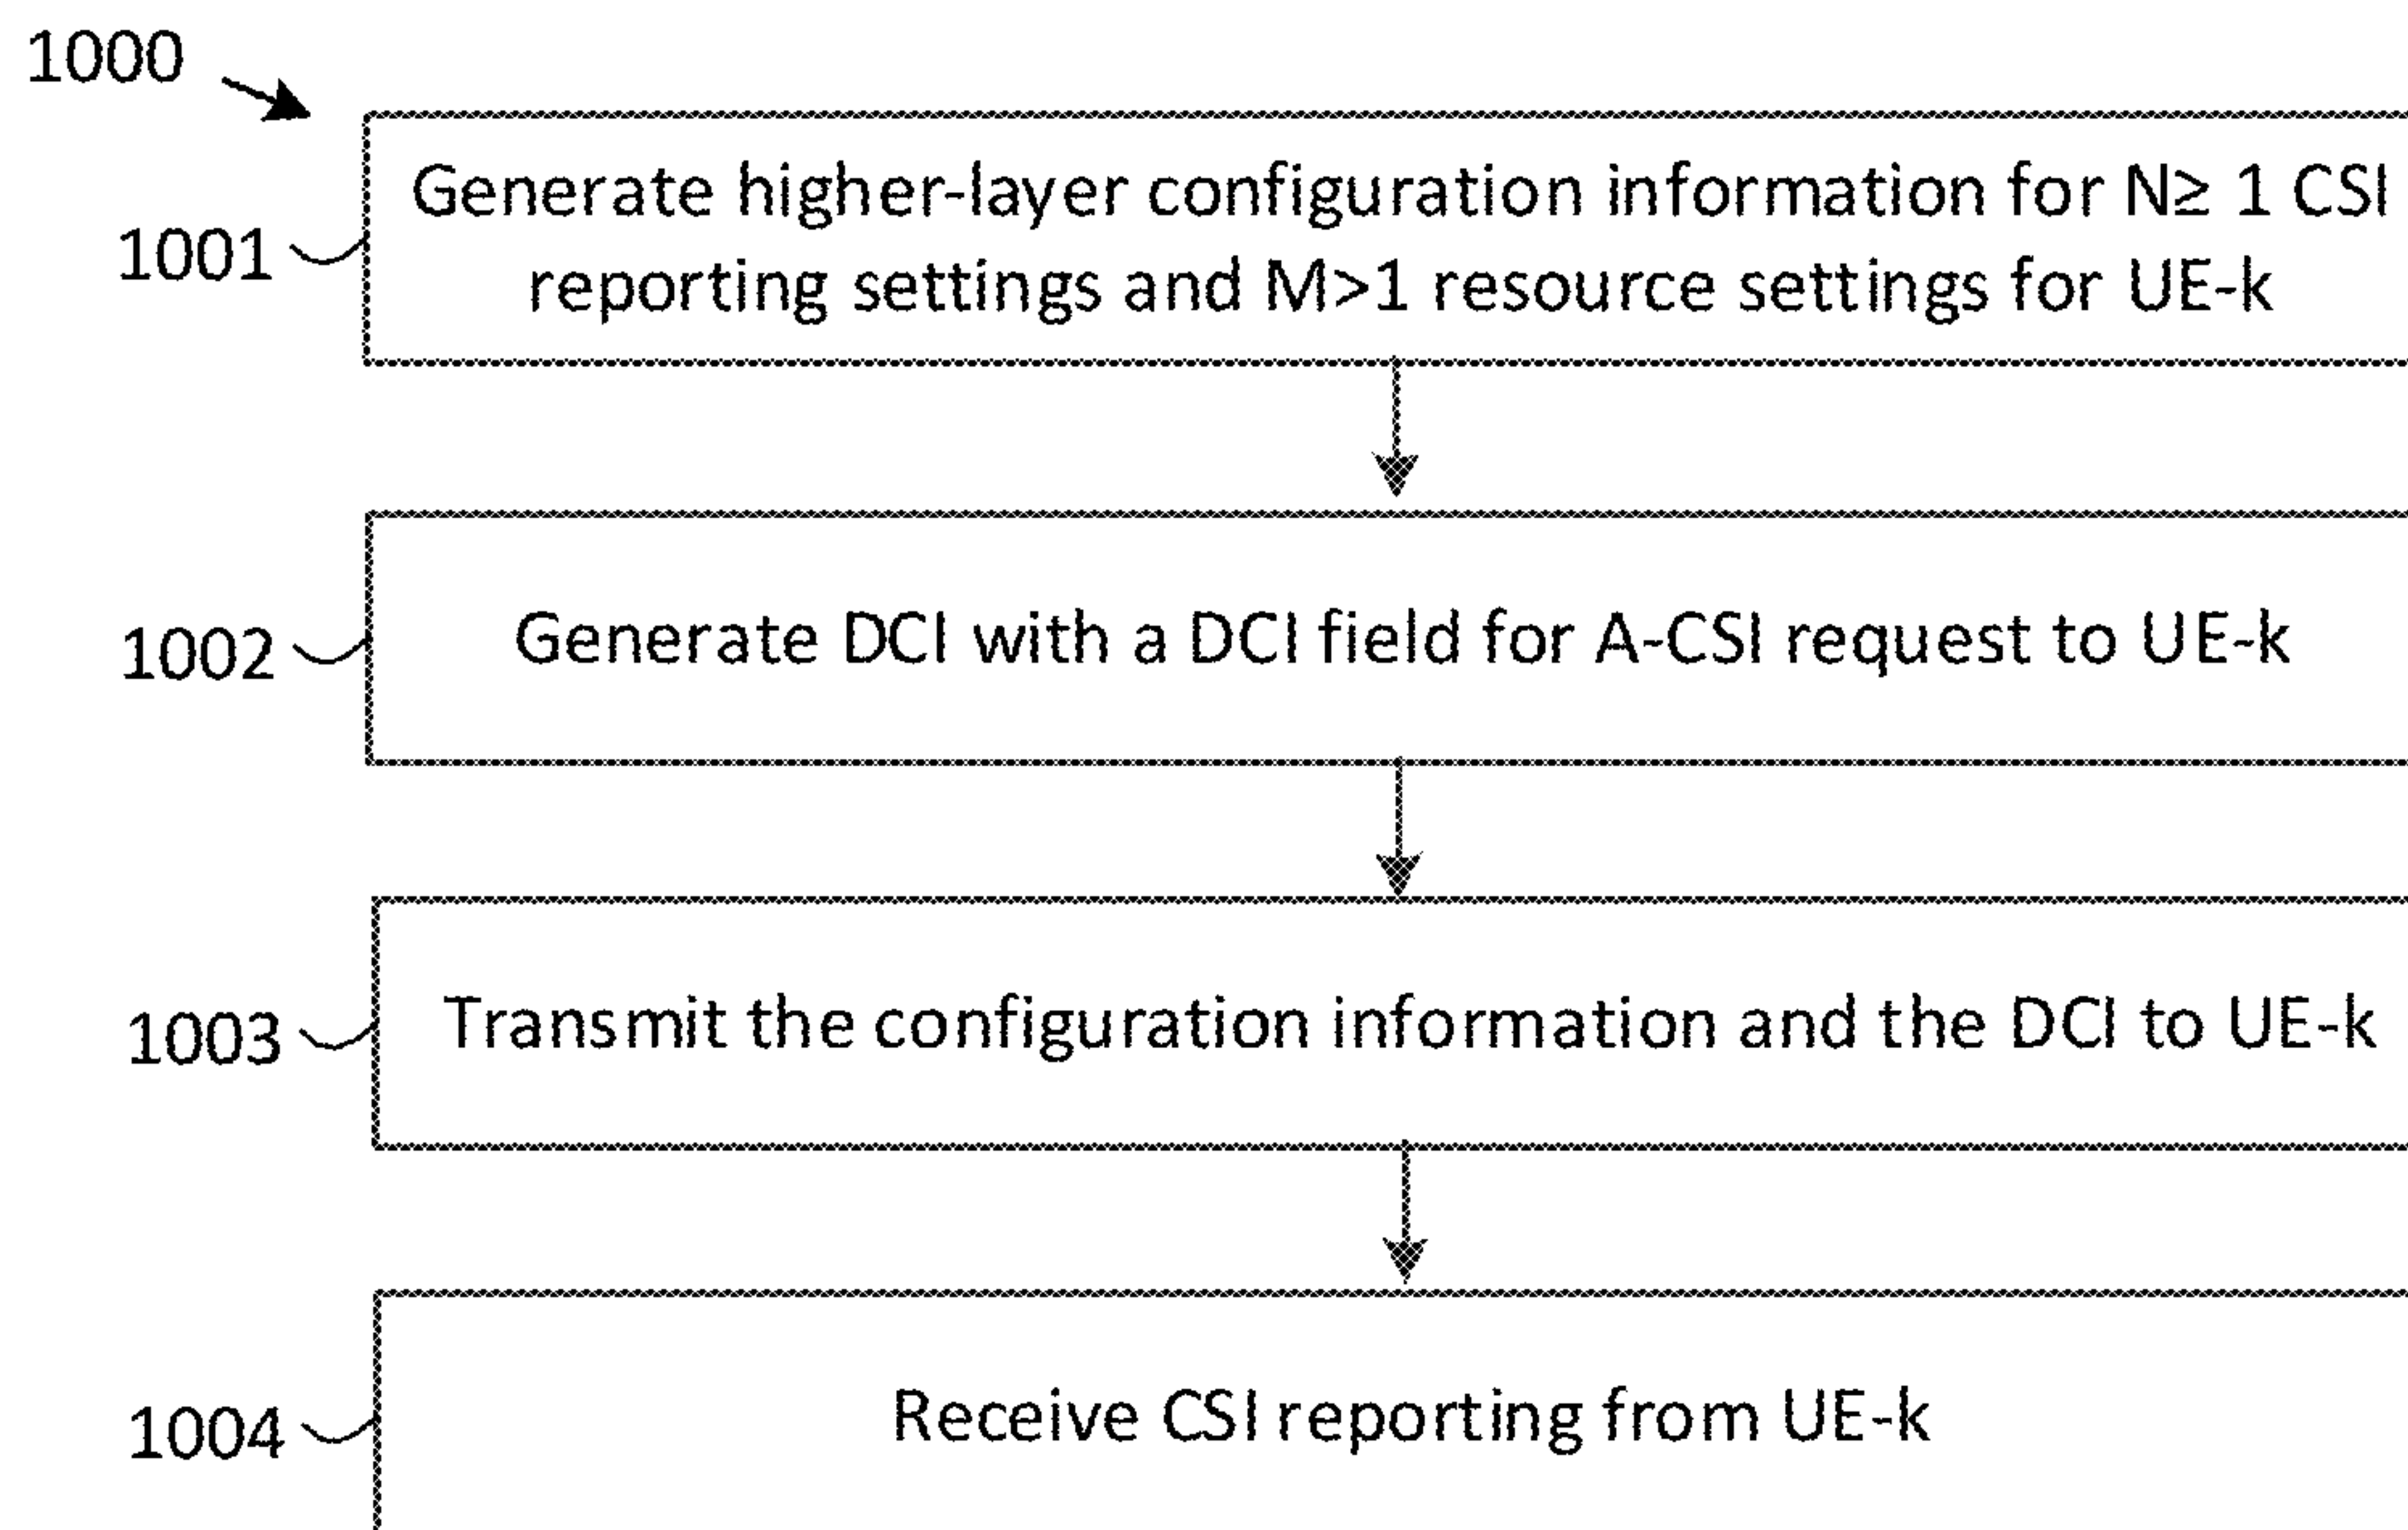 1000
Generate higher-layer configuration information for N≥ 1 CSI
1001
reporting settings and M>1 resource settings for UE-k
1002
Generate DCI with a DCI field for A-CSI request to UE-k
1003
Transmit the configuration information and the DCI to UE-k
1004
Receive CSI reporting from UE-k